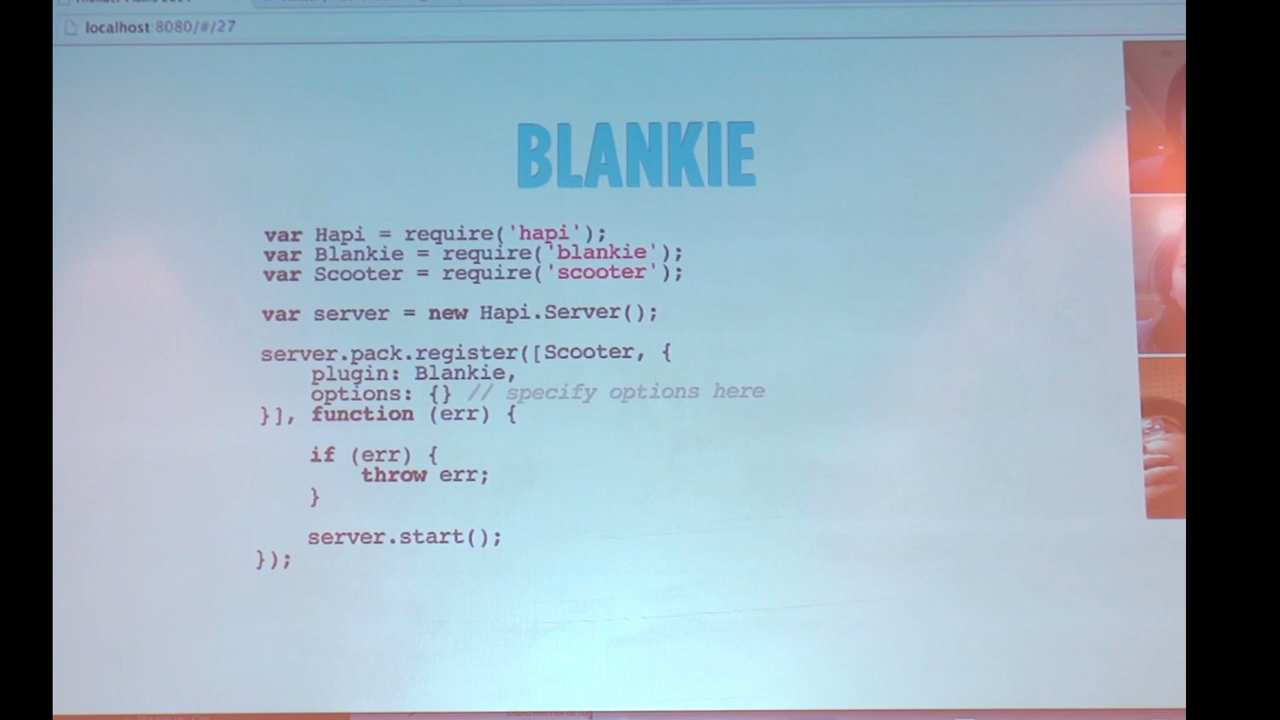 localhost:8080/#/27
BLANKIE
var Hapi = require('hapi');
var Blankie = require('blankie');
var Scooter = require('scooter');
var server = new Hapi.Server();
server.pack.register([Scooter, {
    plugin: Blankie,
    options: {} // specify options here
}], function (err) {
    if (err) {
        throw err;
    }
    server.start();
});